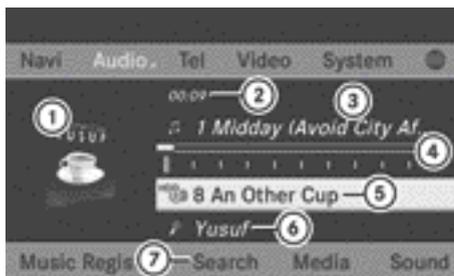 Navi Audio Tel Video System
00:09 2
1 3
1 Midday (Avoid City Af.
4
8 An Other Cup 5
Yusuf 6
Music Regis 7 Search Media Sound